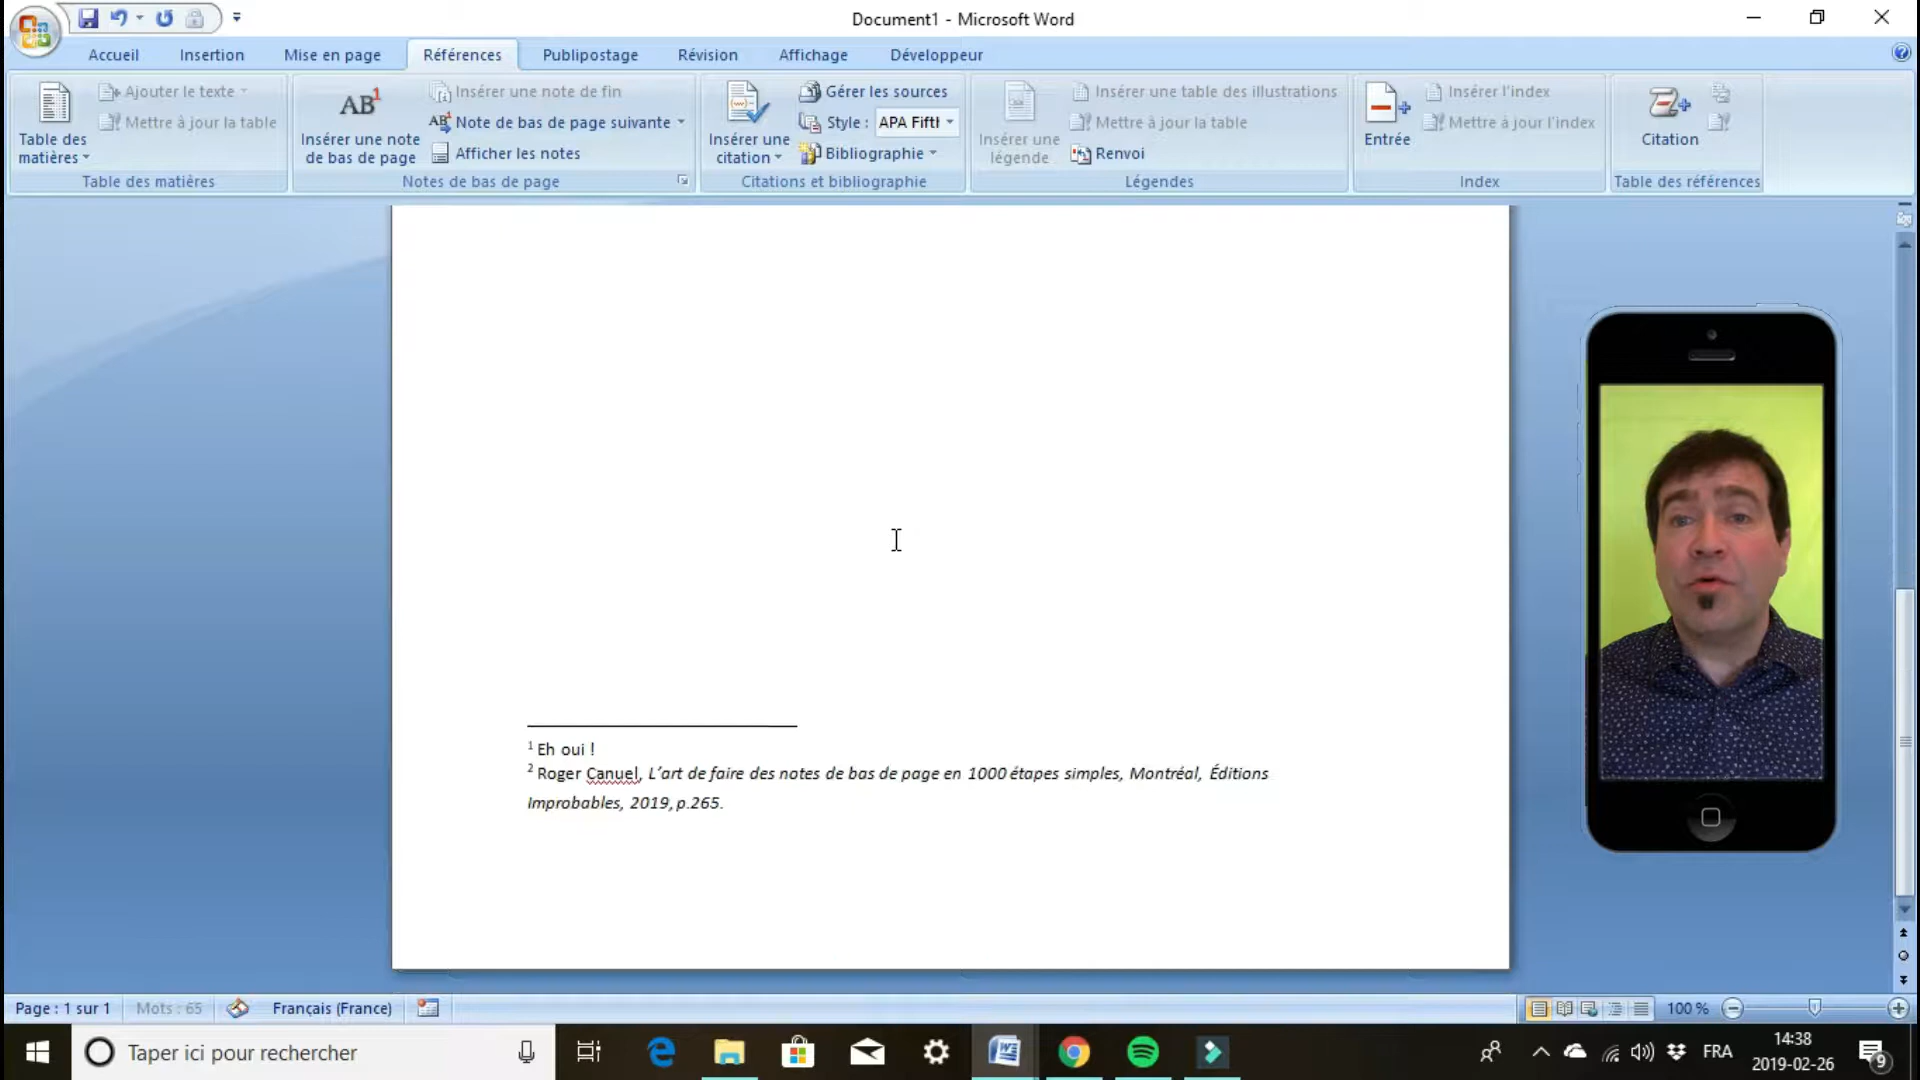 Document1 - Microsoft Word
Accueil Insertion Mise en page Références Publipostage Révision Affichage Développeur
Table des matières
Ajouter le texte
Mettre à jour la table
Table des matières
AB1
Insérer une note de bas de page
Insérer une note de fin
AB Note de bas de page suivante
Afficher les notes
Notes de bas de page
Insérer une citation
Gérer les sources
Style : APA Fifth
Bibliographie
Citations et bibliographie
Insérer une légende
Insérer une table des illustrations
Mettre à jour la table
Renvoi
Légendes
Entrée
Insérer l'index
Mettre à jour l'index
Index
Citation
Table des références
1 Eh oui !
2 Roger Canuel, L'art de faire des notes de bas de page en 1000 étapes simples, Montréal, Éditions
Improbables, 2019, p.265.
Page : 1 sur 1 Mots : 65 Français (France) 100 %
Taper ici pour rechercher
FRA
14:38
2019-02-26
9